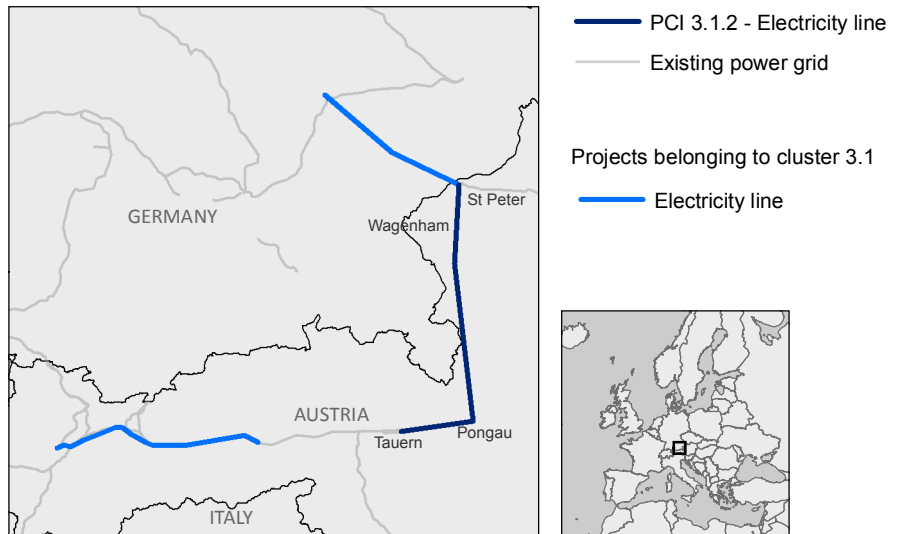 PCI 3.1.2 - Electricity line
Existing power grid
Projects belonging to cluster 3.1
Electricity line
GERMANY
St Peter
Wagenham
AUSTRIA
Tauern
Pongau
ITALY